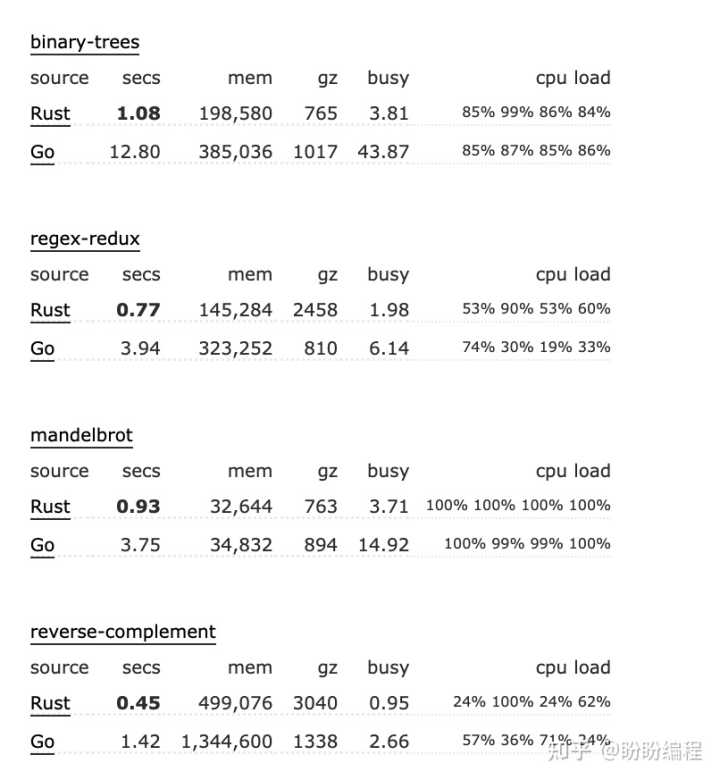 binary-trees
source secs mem gz busy cpu load
Rust 1.08 198,580 765 3.81 85% 99% 86% 84%
Go 12.80 385,036 1017 43.87 85% 87% 85% 86%
regex-redux
source secs mem gz busy cpu load
Rust 0.77 145,284 2458 1.98 53% 90% 53% 60%
Go 3.94 323,252 810 6.14 74% 30% 19% 33%
mandelbrot
source secs mem gz busy cpu load
Rust 0.93 32,644 763 3.71 100% 100% 100% 100%
Go 3.75 34,832 894 14.92 100% 99% 99% 100%
reverse-complement
source secs mem gz busy cpu load
Rust 0.45 499,076 3040 0.95 24% 100% 24% 62%
Go 1.42 1,344,600 1338 2.66 57% 36% 71% 24%
知乎 @盼盼编程